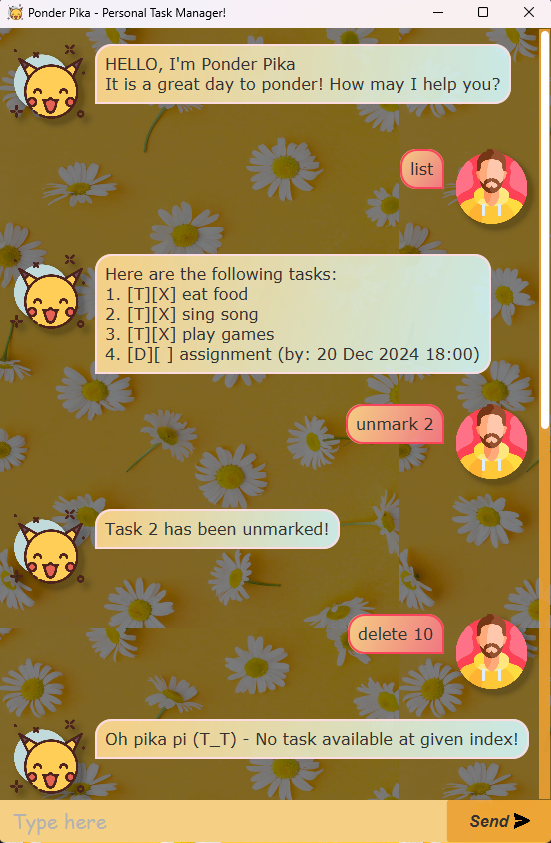 Ponder Pika - Personal Task Manager!
HELLO, I'm Ponder Pika
It is a great day to ponder! How may I help you?
list
Here are the following tasks:
1. [T][X] eat food
2. [T][X] sing song
3. [T][X] play games
4. [D][ ] assignment (by: 20 Dec 2024 18:00)
unmark 2
Task 2 has been unmarked!
delete 10
Oh pika pi (T_T) - No task available at given index!
Type here
Send